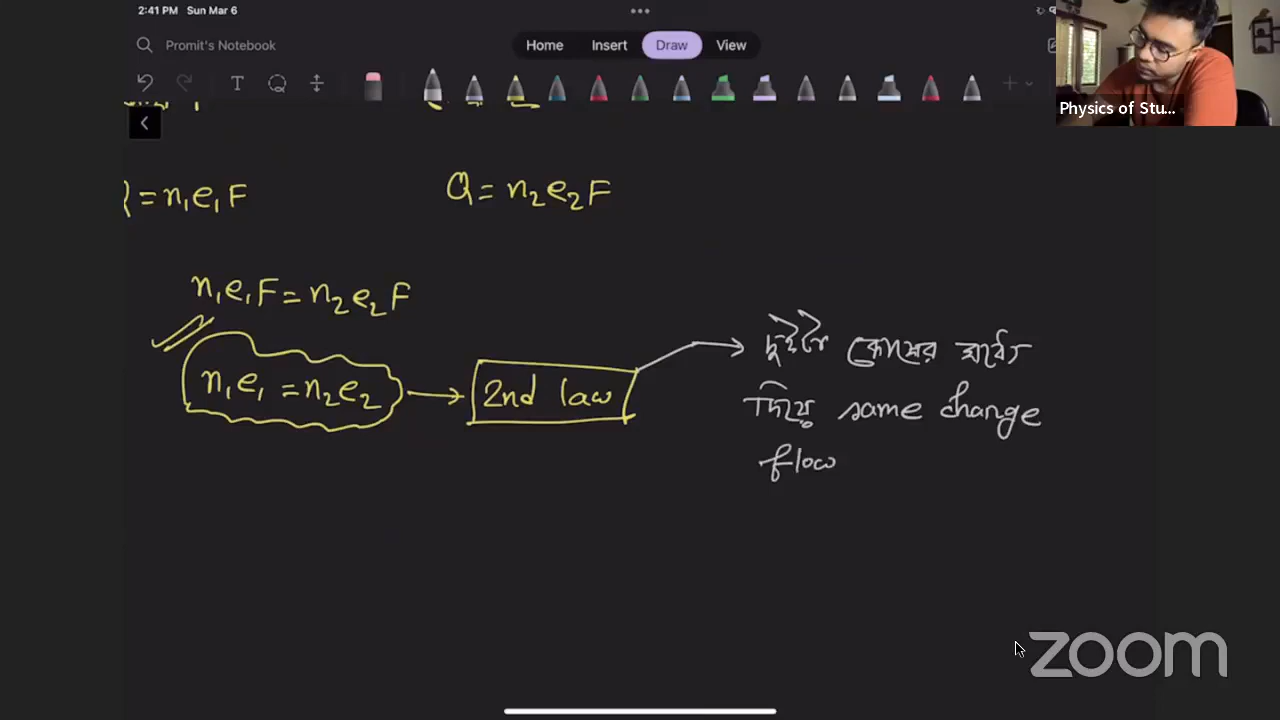 2:41 PM Sun Mar 6
Promit's Notebook
Home Insert Draw View
Physics of Stu...
= n₁e₁F
Q = n₂e₂F
n₁e₁F = n₂e₂F
n₁e₁ = n₂e₂
2nd law
দুইটা কোষের মধ্যে
দিয়ে same charge
flow
zoom